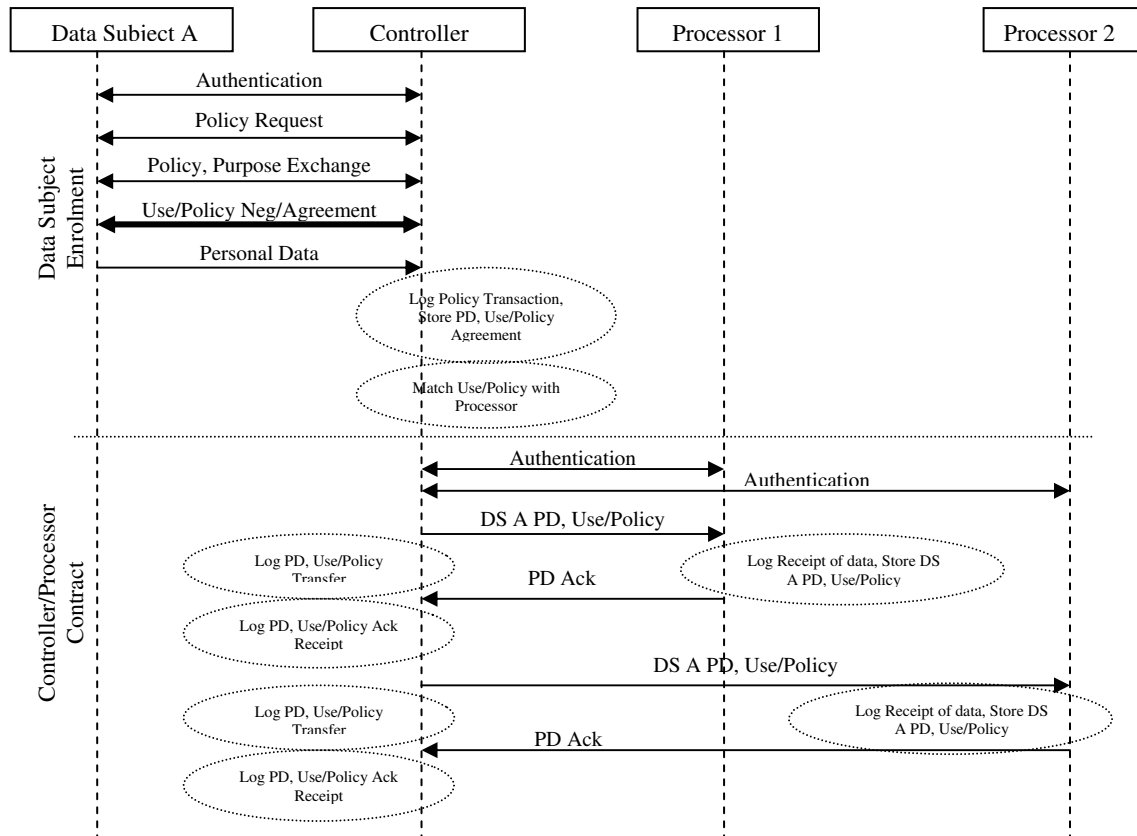 Data Subject A
Controller
Processor 1
Processor 2
Authentication
Policy Request
Policy, Purpose Exchange
Use/Policy Neg/Agreement
Personal Data
Data Subject
Enrolment
Log Policy Transaction,
Store PD, Use/Policy
Agreement
Match Use/Policy with
Processor
Authentication
Authentication
DS A PD, Use/Policy
Log PD, Use/Policy
Transfer
Log Receipt of data, Store DS
A PD, Use/Policy
PD Ack
Log PD, Use/Policy Ack
Receipt
Controller/Processor
Contract
DS A PD, Use/Policy
Log PD, Use/Policy
Transfer
Log Receipt of data, Store DS
A PD, Use/Policy
PD Ack
Log PD, Use/Policy Ack
Receipt